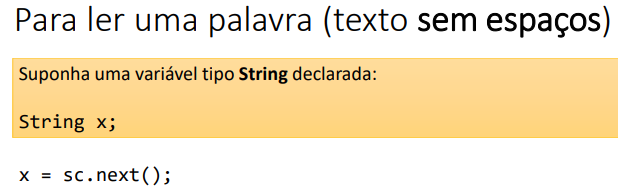 Para ler uma palavra (texto sem espaços)
Suponha uma variável tipo String declarada:
String x;
x = sc.next();